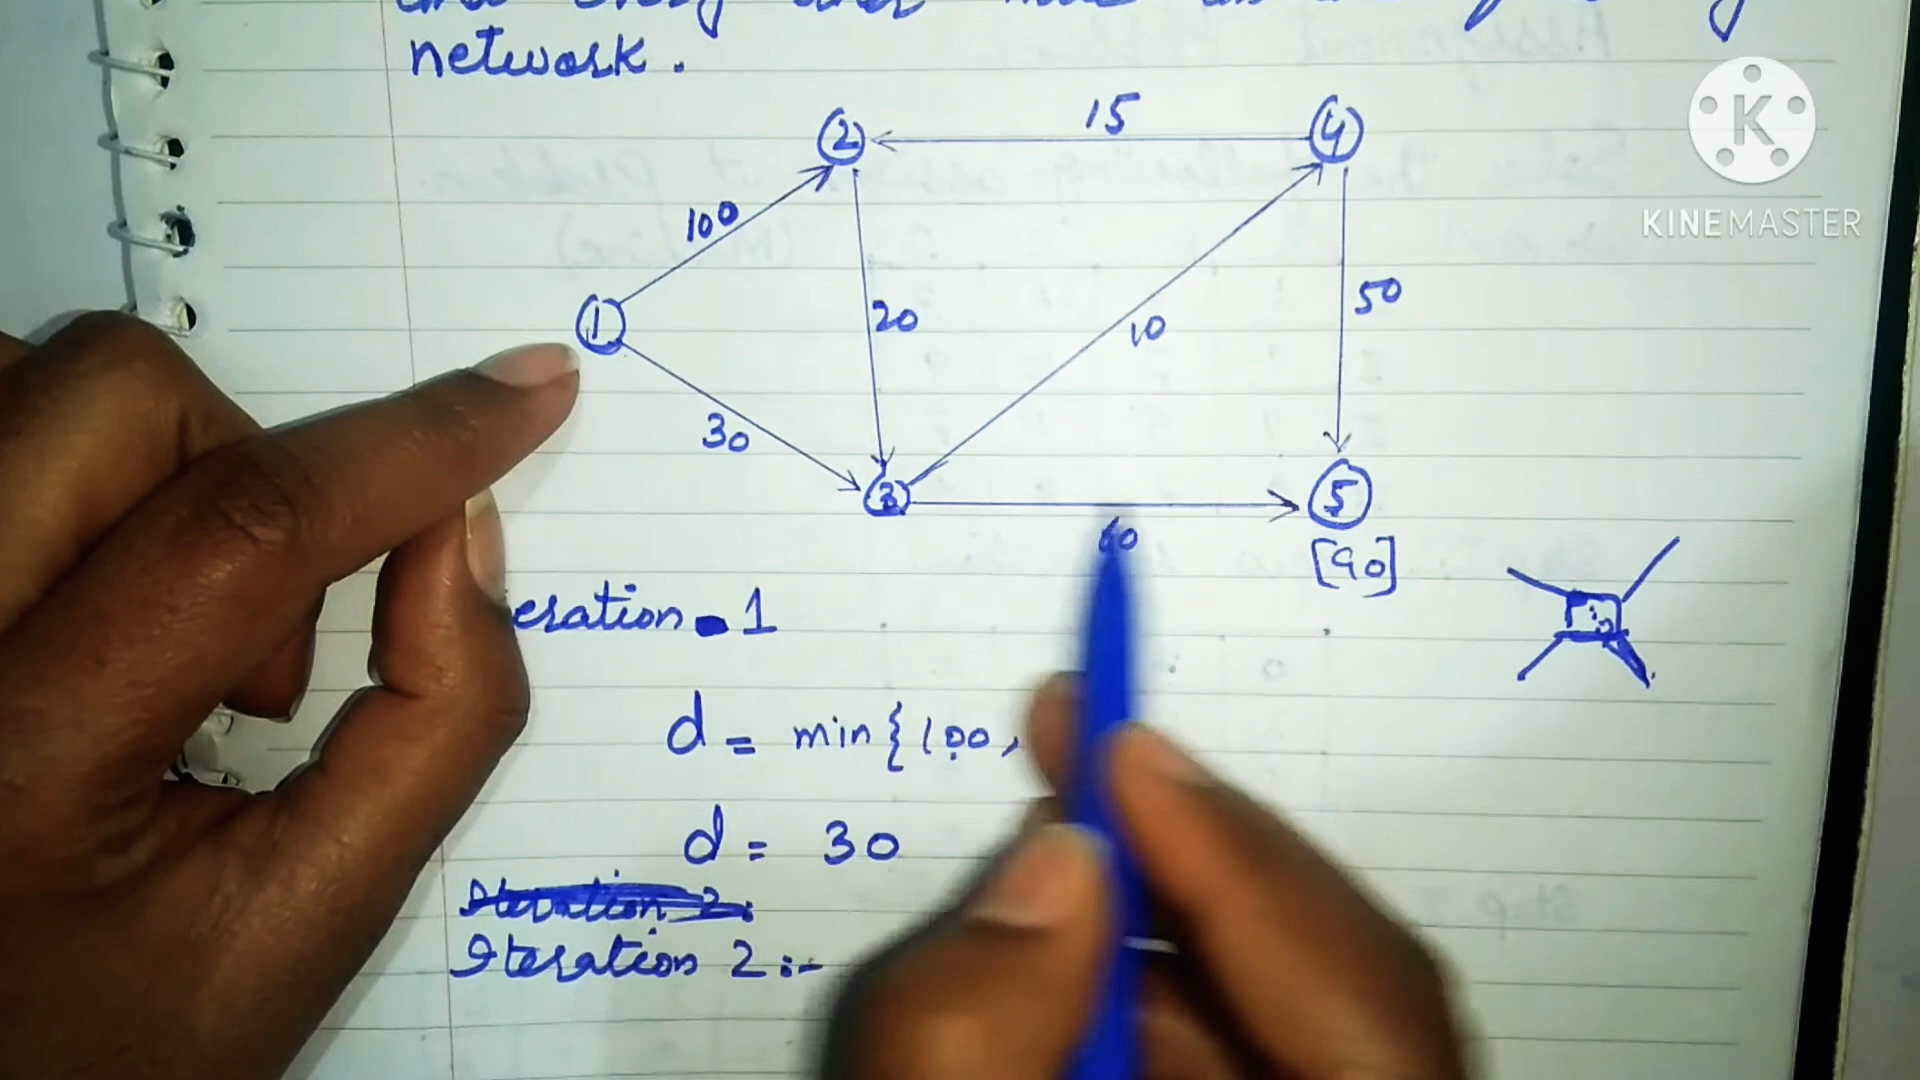 network.
15
2
4
100
20
10
50
1
30
3
60
5
[90]
eration 1
KINEMASTER
d = min {100,
d = 30
Iteration 2:
Iteration 2:-